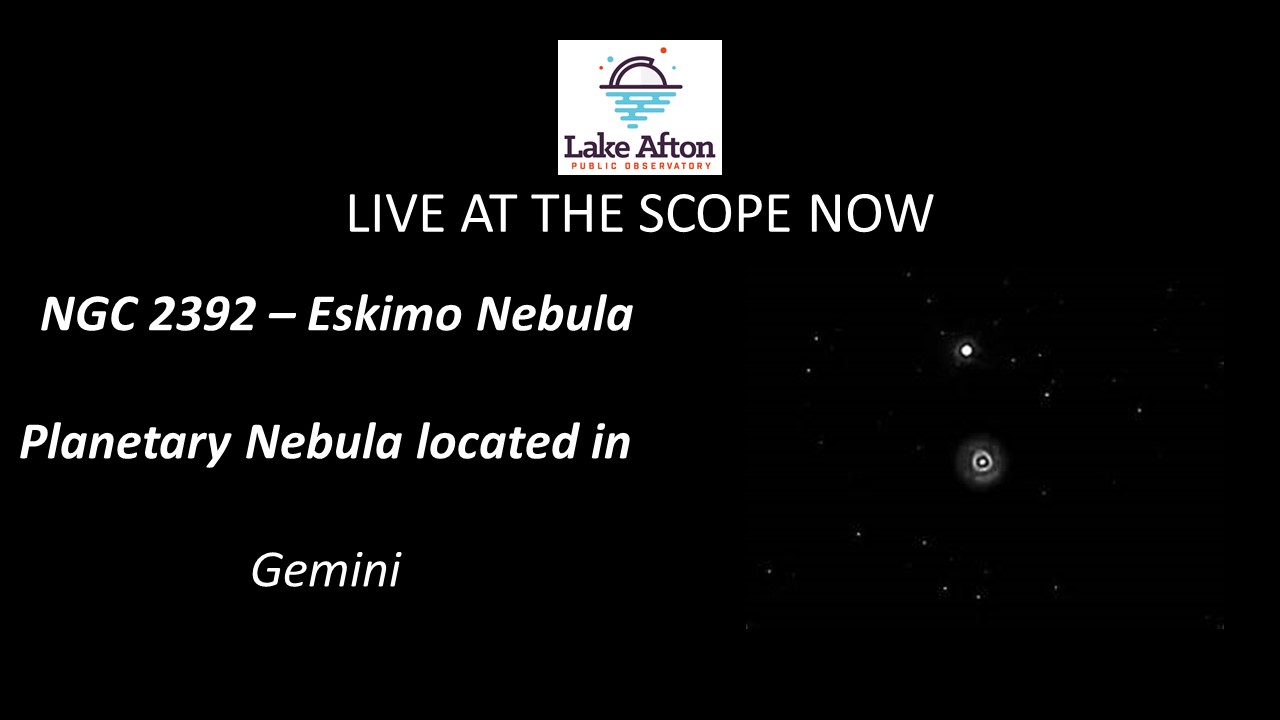 Lake Afton
PUBLIC OBSERVATORY
LIVE AT THE SCOPE NOW
NGC 2392 – Eskimo Nebula
Planetary Nebula located in
Gemini